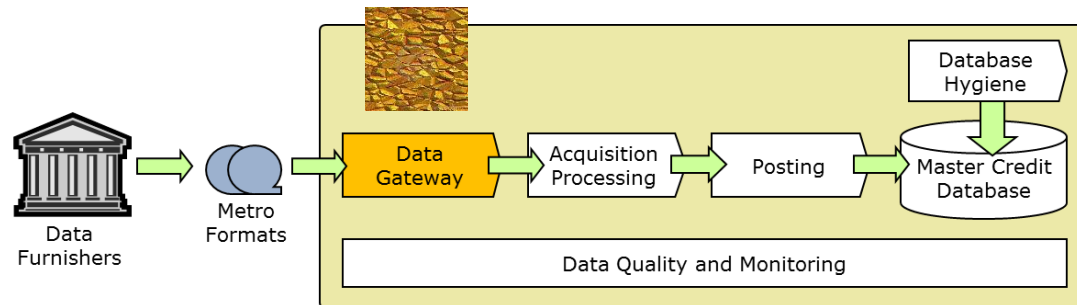 Data
Furnishers
Metro
Formats
Data
Gateway
Acquisition
Processing
Posting
Database
Hygiene
Master Credit
Database
Data Quality and Monitoring